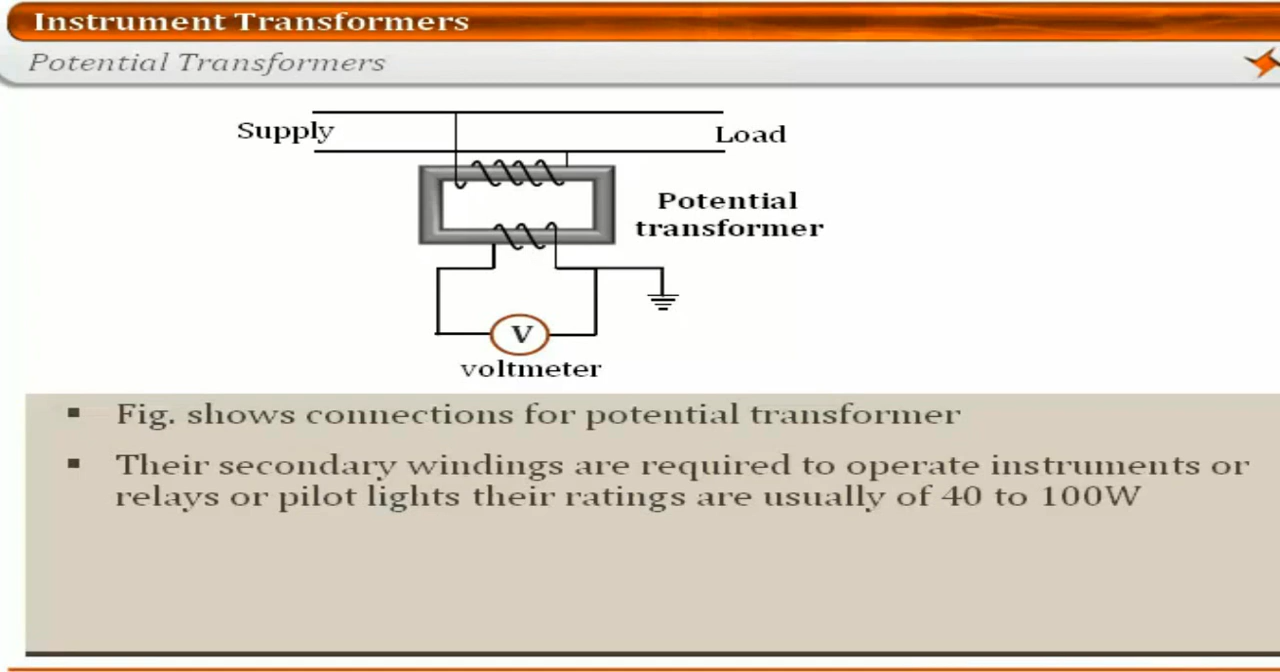 Instrument Transformers
Potential Transformers
Supply
Load
Potential
transformer
V
voltmeter
▪ Fig. shows connections for potential transformer
▪ Their secondary windings are required to operate instruments or
relays or pilot lights their ratings are usually of 40 to 100W